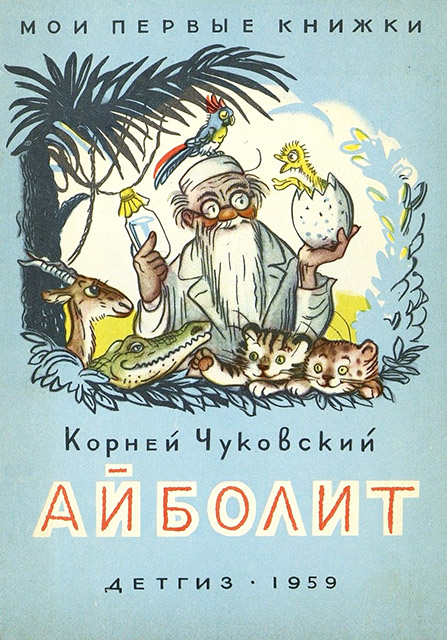 МОИ ПЕРВЫЕ КНИЖКИ
Корней Чуковский
АЙБОЛИТ
ДЕТГИЗ · 1959